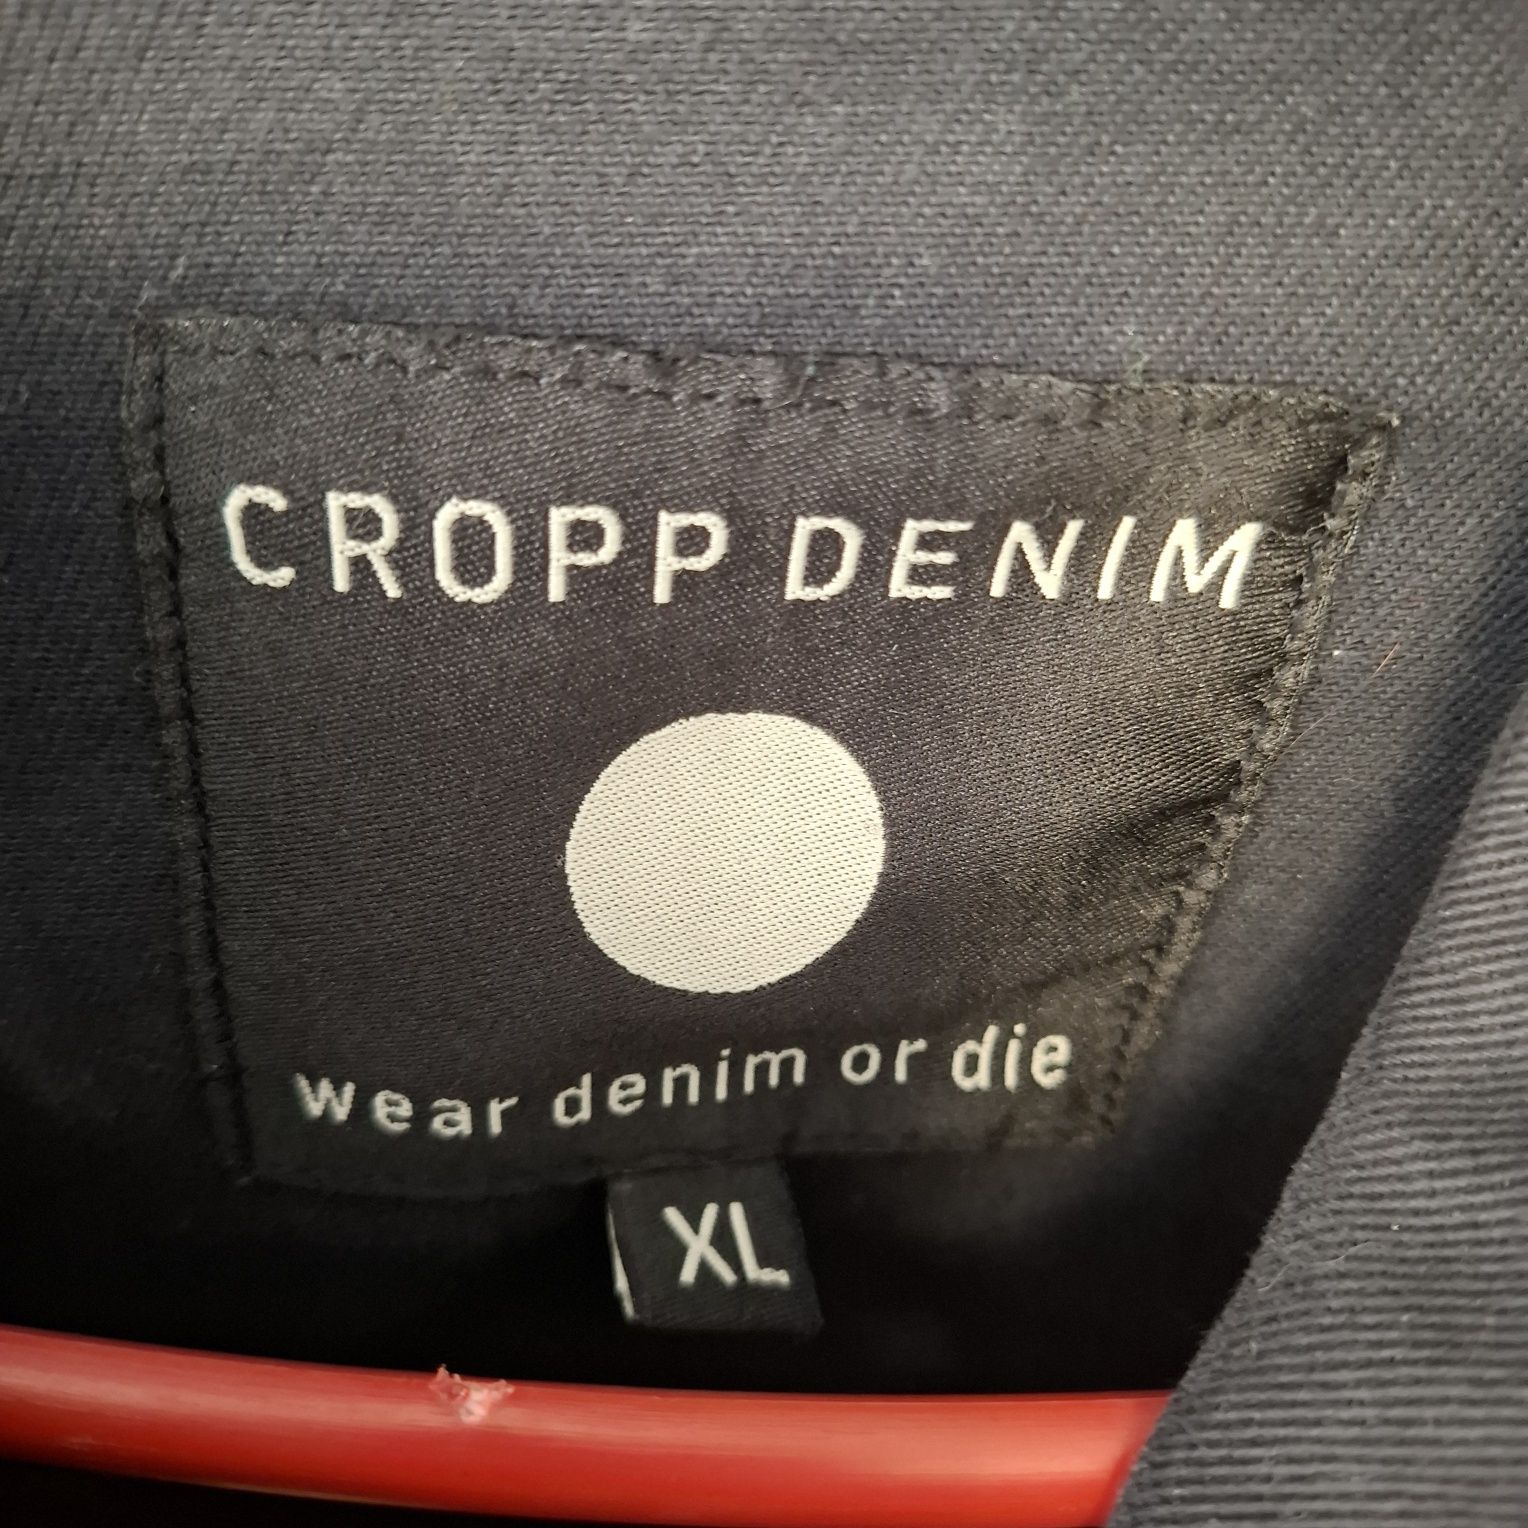 CROPP DENIM
wear denim or die
XL